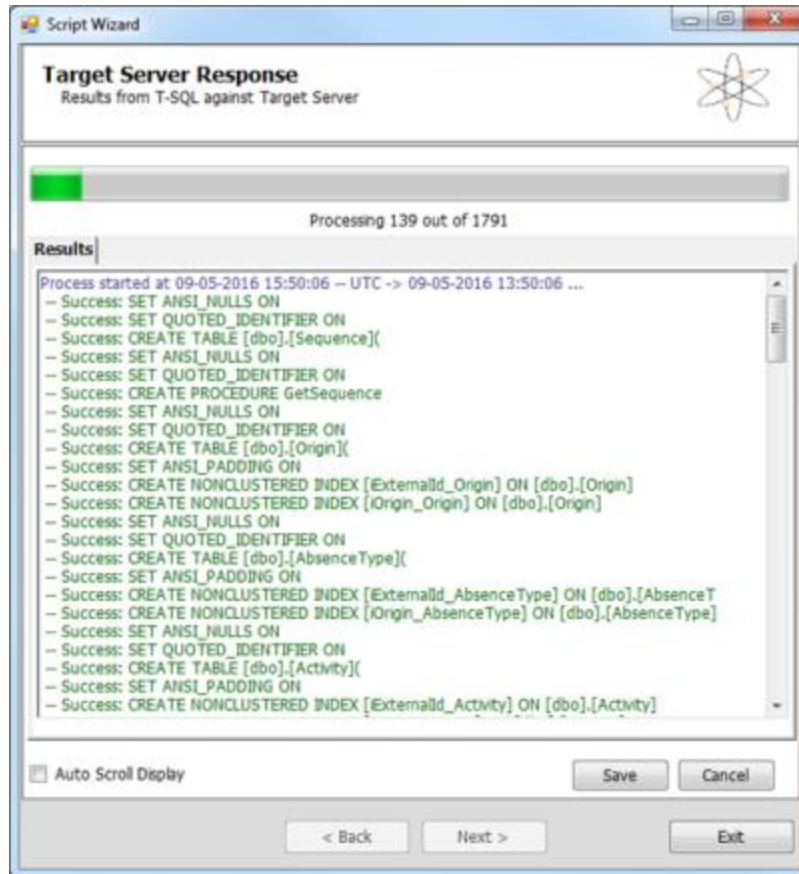 Script Wizard
Target Server Response
Results from T-SQL against Target Server
Processing 139 out of 1791
Results
Process started at 09-05-2016 15:50:06 -- UTC -> 09-05-2016 13:50:06 ...
-- Success: SET ANSI_NULLS ON
-- Success: SET QUOTED_IDENTIFIER ON
-- Success: CREATE TABLE [dbo].[Sequence](
-- Success: SET ANSI_NULLS ON
-- Success: SET QUOTED_IDENTIFIER ON
-- Success: CREATE PROCEDURE GetSequence
-- Success: SET ANSI_NULLS ON
-- Success: SET QUOTED_IDENTIFIER ON
-- Success: CREATE TABLE [dbo].[Origin](
-- Success: SET ANSI_PADDING ON
-- Success: CREATE NONCLUSTERED INDEX [iExternalId_Origin] ON [dbo].[Origin]
-- Success: CREATE NONCLUSTERED INDEX [iOrigin_Origin] ON [dbo].[Origin]
-- Success: SET ANSI_NULLS ON
-- Success: SET QUOTED_IDENTIFIER ON
-- Success: CREATE TABLE [dbo].[AbsenceType](
-- Success: SET ANSI_PADDING ON
-- Success: CREATE NONCLUSTERED INDEX [iExternalId_AbsenceType] ON [dbo].[AbsenceT
-- Success: CREATE NONCLUSTERED INDEX [iOrigin_AbsenceType] ON [dbo].[AbsenceType]
-- Success: SET ANSI_NULLS ON
-- Success: SET QUOTED_IDENTIFIER ON
-- Success: CREATE TABLE [dbo].[Activity](
-- Success: SET ANSI_PADDING ON
-- Success: CREATE NONCLUSTERED INDEX [iExternalId_Activity] ON [dbo].[Activity]
Auto Scroll Display
Save
Cancel
< Back
Next >
Exit